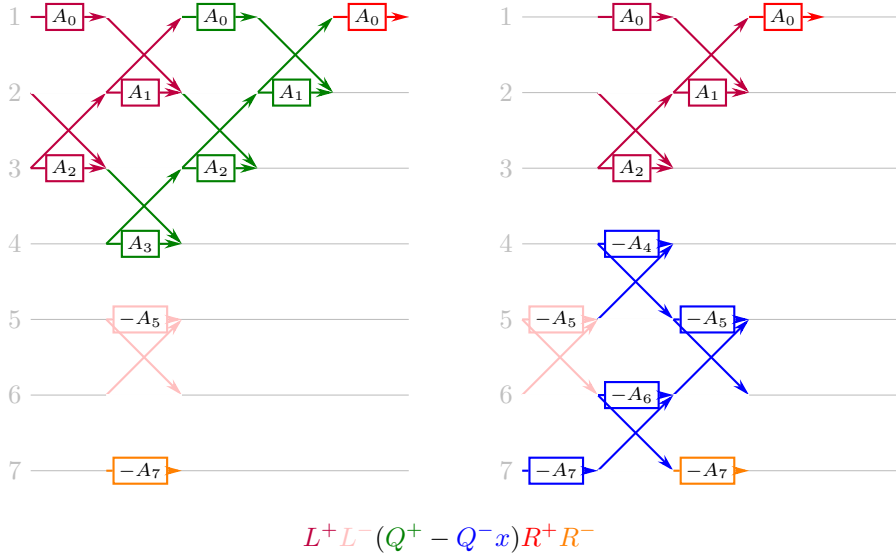 1 A₀ A₀ A₀ 1 A₀ A₀
2 A₁ A₁ 2 A₁
3 A₂ A₂ 3 A₂
4 A₃ 4 −A₄
5 −A₅ 5 −A₅ −A₅
6 6 −A₆
7 −A₇ 7 −A₇ −A₇
L⁺L⁻(Q⁺ − Q⁻x)R⁺R⁻